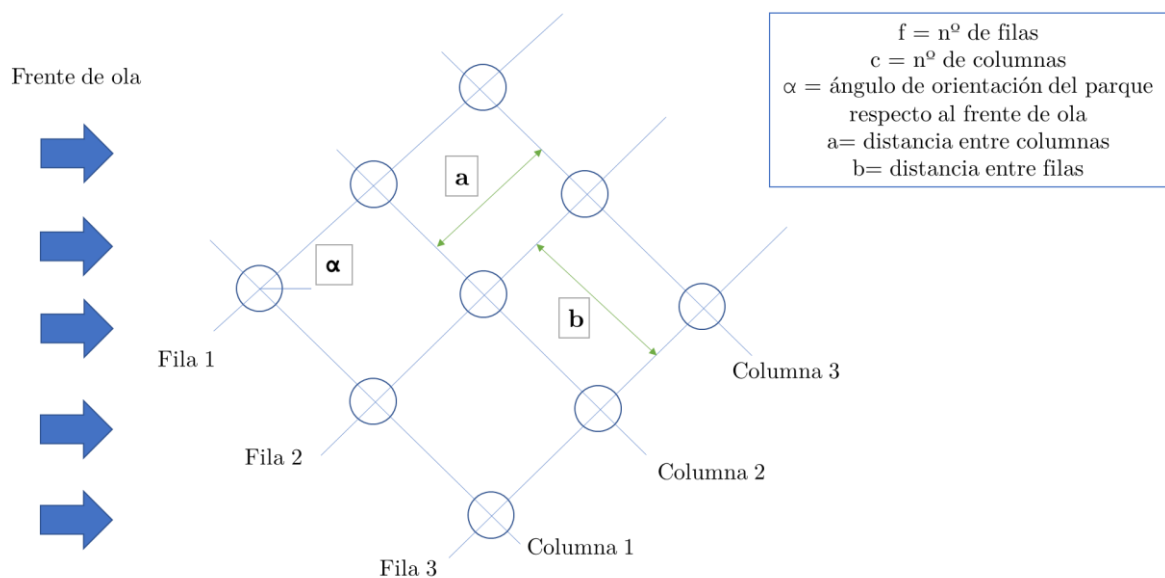 Frente de ola
f = nº de filas
c = nº de columnas
α = ángulo de orientación del parque
respecto al frente de ola
a= distancia entre columnas
b= distancia entre filas
a
α
b
Fila 1
Columna 3
Fila 2
Columna 2
Columna 1
Fila 3